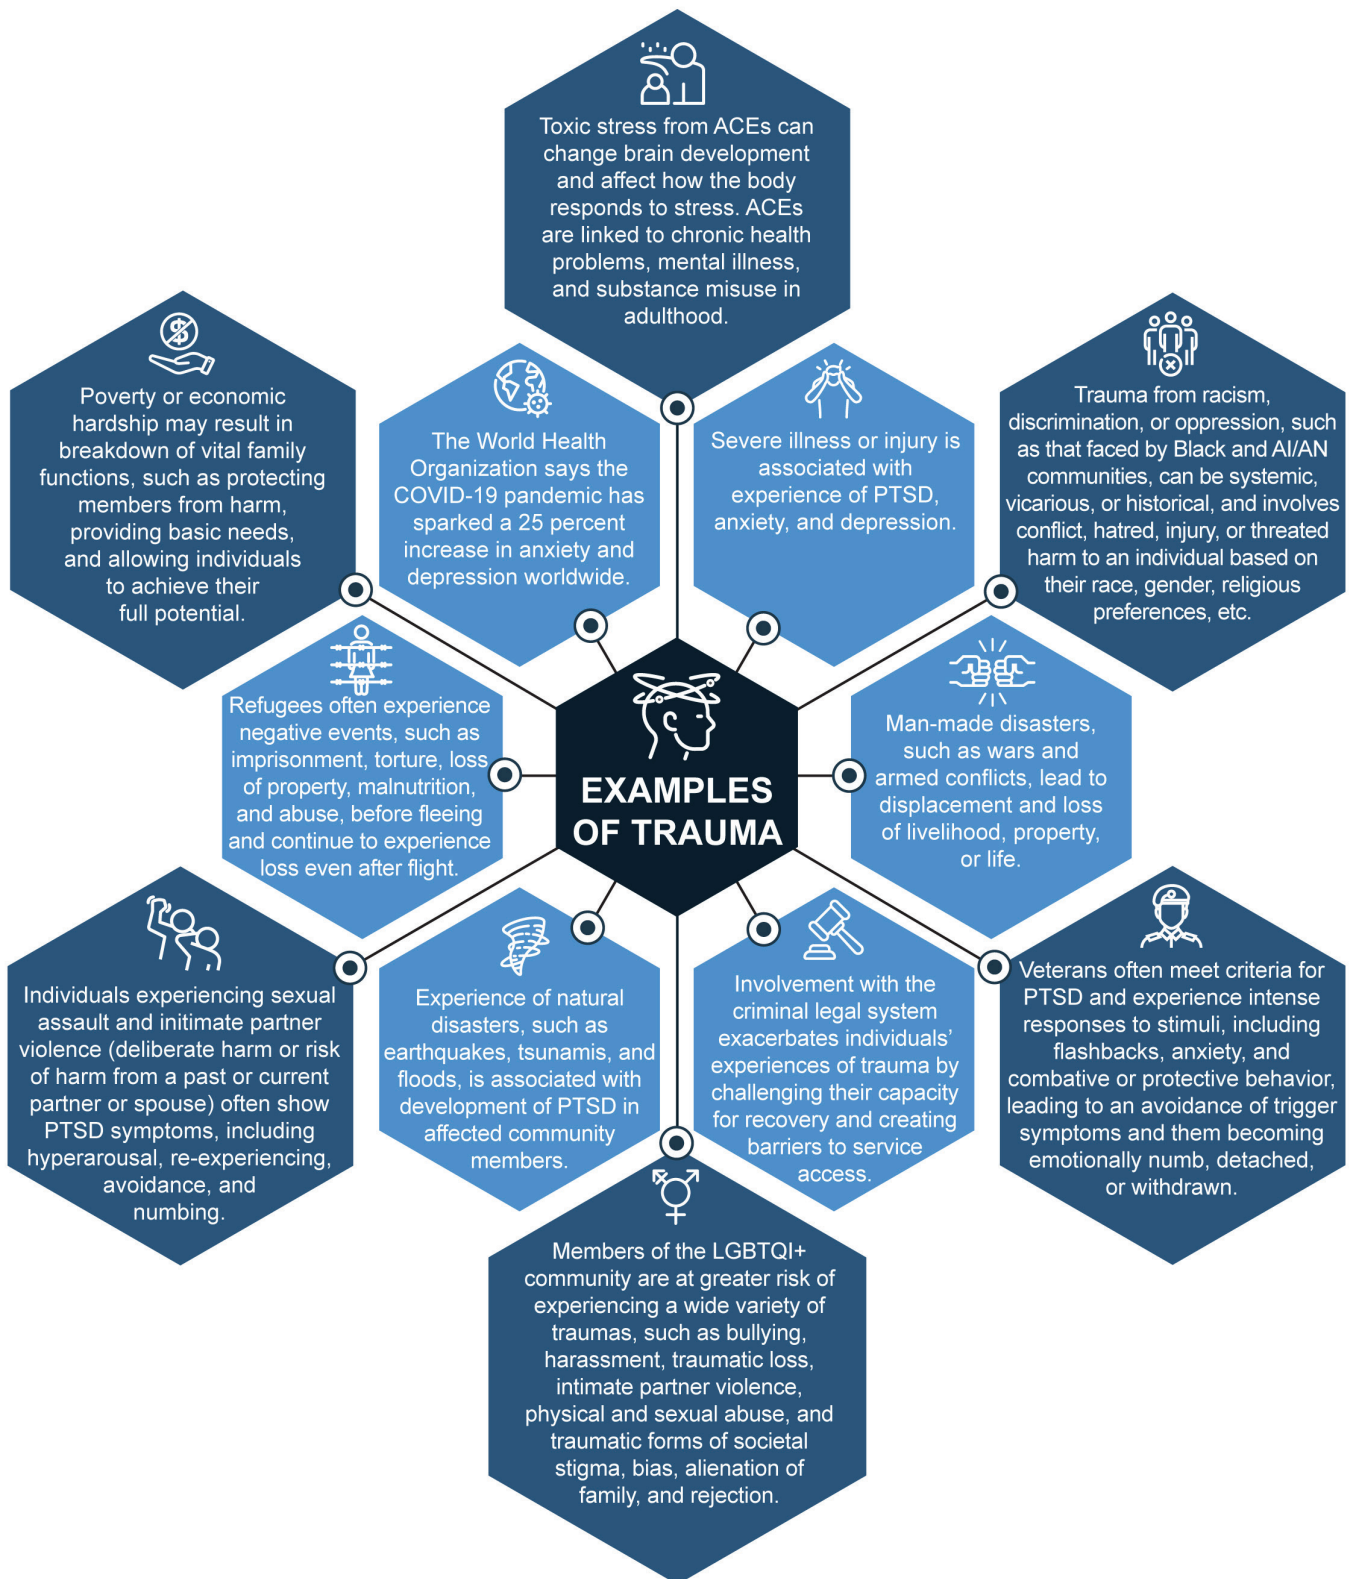 Toxic stress from ACEs can
change brain development
and affect how the body
responds to stress. ACEs
are linked to chronic health
problems, mental illness,
and substance misuse in
adulthood.
$
Poverty or economic
hardship may result in
breakdown of vital family
functions, such as protecting
members from harm,
providing basic needs,
and allowing individuals
to achieve their
full potential.
The World Health
Organization says the
COVID-19 pandemic has
sparked a 25 percent
increase in anxiety and
depression worldwide.
Severe illness or injury is
associated with
experience of PTSD,
anxiety, and depression.
Trauma from racism,
discrimination, or oppression, such
as that faced by Black and AI/AN
communities, can be systemic,
vicarious, or historical, and involves
conflict, hatred, injury, or threated
harm to an individual based on
their race, gender, religious
preferences, etc.
Refugees often experience
negative events, such as
imprisonment, torture, loss
of property, malnutrition,
and abuse, before fleeing
and continue to experience
loss even after flight.
EXAMPLES
OF TRAUMA
Man-made disasters,
such as wars and
armed conflicts, lead to
displacement and loss
of livelihood, property,
or life.
Individuals experiencing sexual
assault and initimate partner
violence (deliberate harm or risk
of harm from a past or current
partner or spouse) often show
PTSD symptoms, including
hyperarousal, re-experiencing,
avoidance, and
numbing.
Experience of natural
disasters, such as
earthquakes, tsunamis, and
floods, is associated with
development of PTSD in
affected community
members.
Involvement with the
criminal legal system
exacerbates individuals’
experiences of trauma by
challenging their capacity
for recovery and creating
barriers to service
access.
Veterans often meet criteria for
PTSD and experience intense
responses to stimuli, including
flashbacks, anxiety, and
combative or protective behavior,
leading to an avoidance of trigger
symptoms and them becoming
emotionally numb, detached,
or withdrawn.
Members of the LGBTQI+
community are at greater risk of
experiencing a wide variety of
traumas, such as bullying,
harassment, traumatic loss,
intimate partner violence,
physical and sexual abuse, and
traumatic forms of societal
stigma, bias, alienation of
family, and rejection.